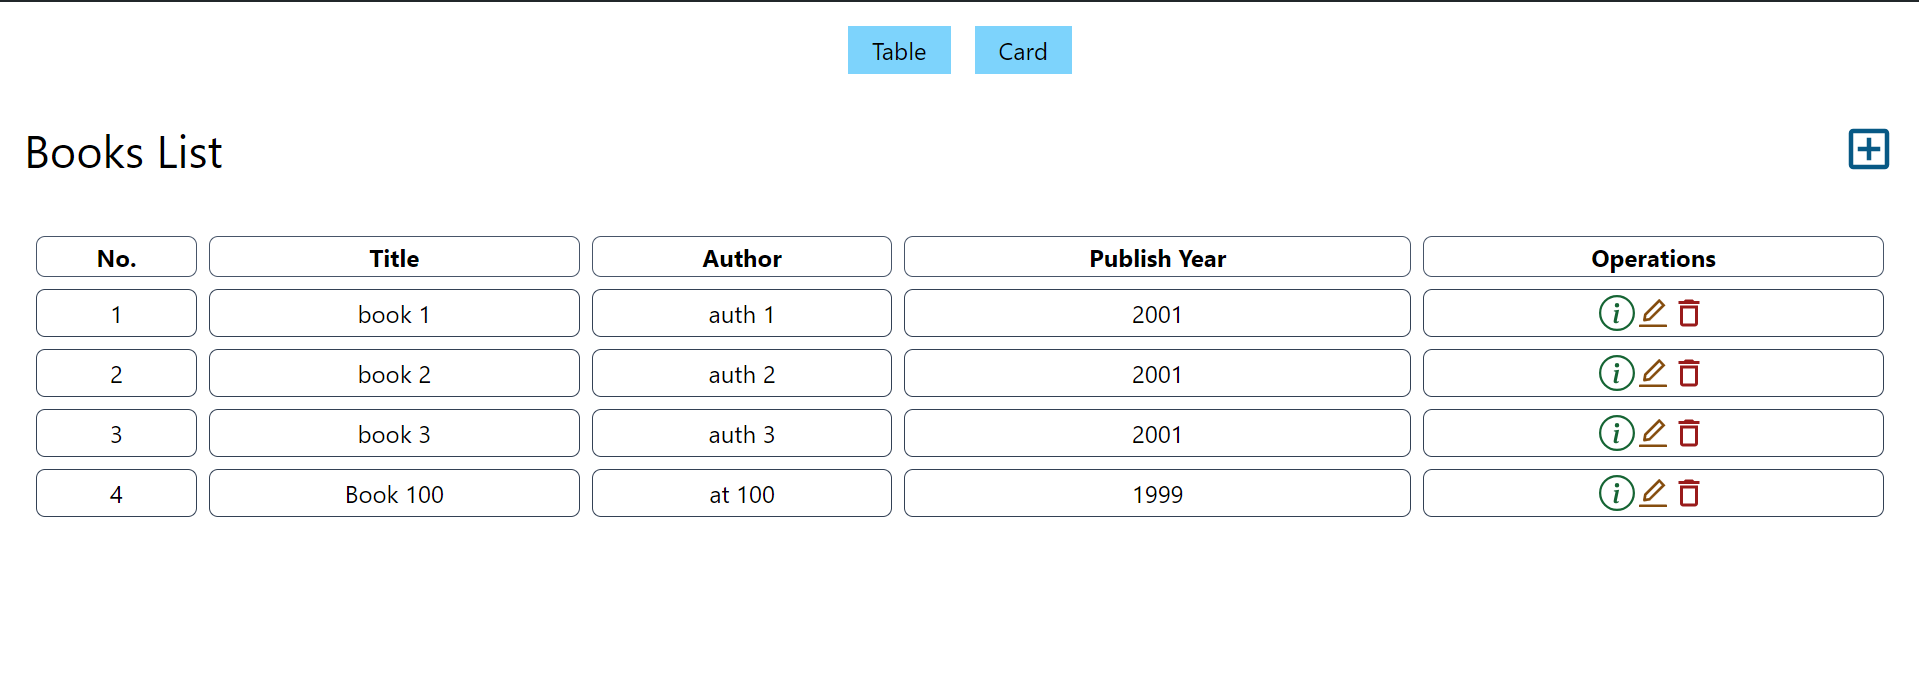 Table Card
Books List
No. Title Author Publish Year Operations
1 book 1 auth 1 2001
2 book 2 auth 2 2001
3 book 3 auth 3 2001
4 Book 100 at 100 1999